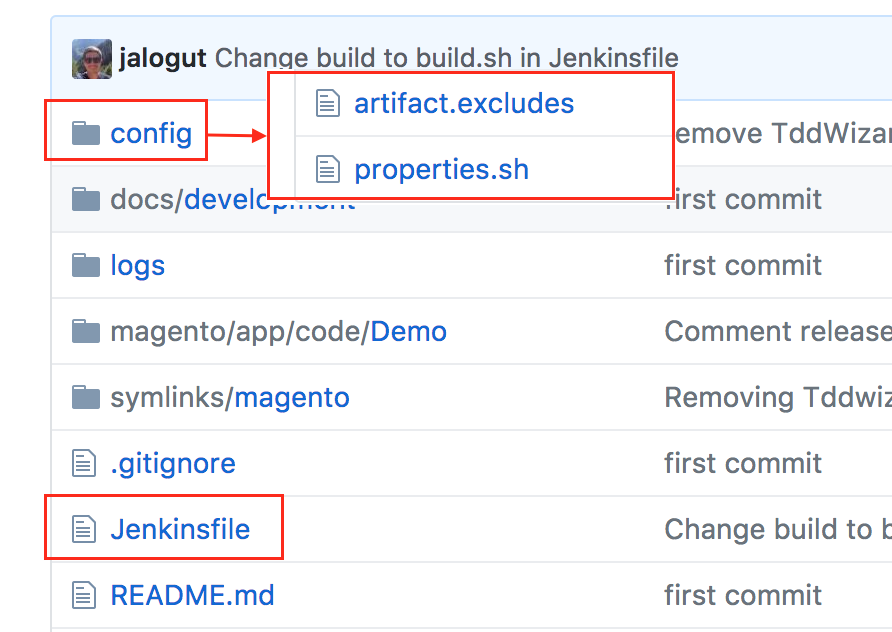 jalogut Change build to build.sh in Jenkinsfile
artifact.excludes
config emove TddWizar
properties.sh
docs/development first commit
logs first commit
magento/app/code/Demo Comment release
symlinks/magento Removing Tddwiz
.gitignore first commit
Jenkinsfile Change build to b
README.md first commit